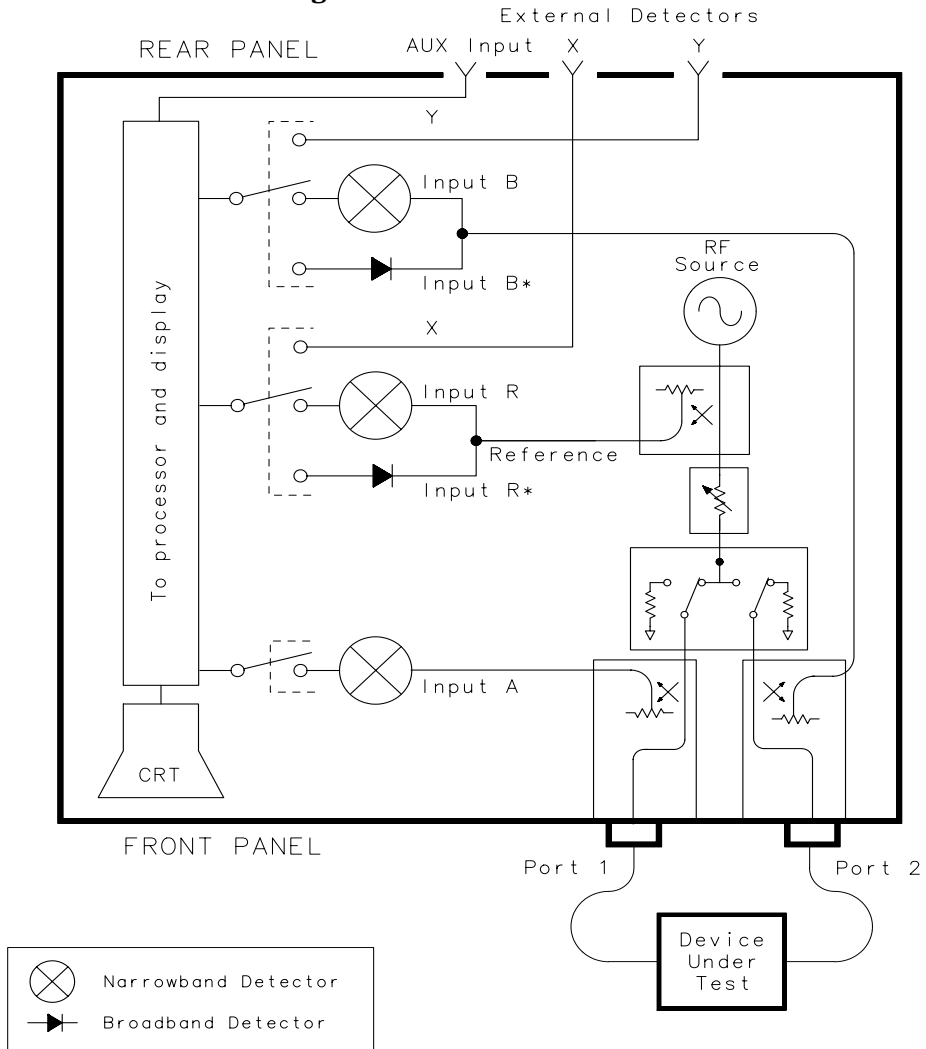 External Detectors
REAR PANEL
AUX Input X Y
Y
Input B
Input B*
RF
Source
X
Input R
Reference
Input R*
To processor and display
Input A
CRT
FRONT PANEL
Port 1
Port 2
Device
Under
Test
Narrowband Detector
Broadband Detector